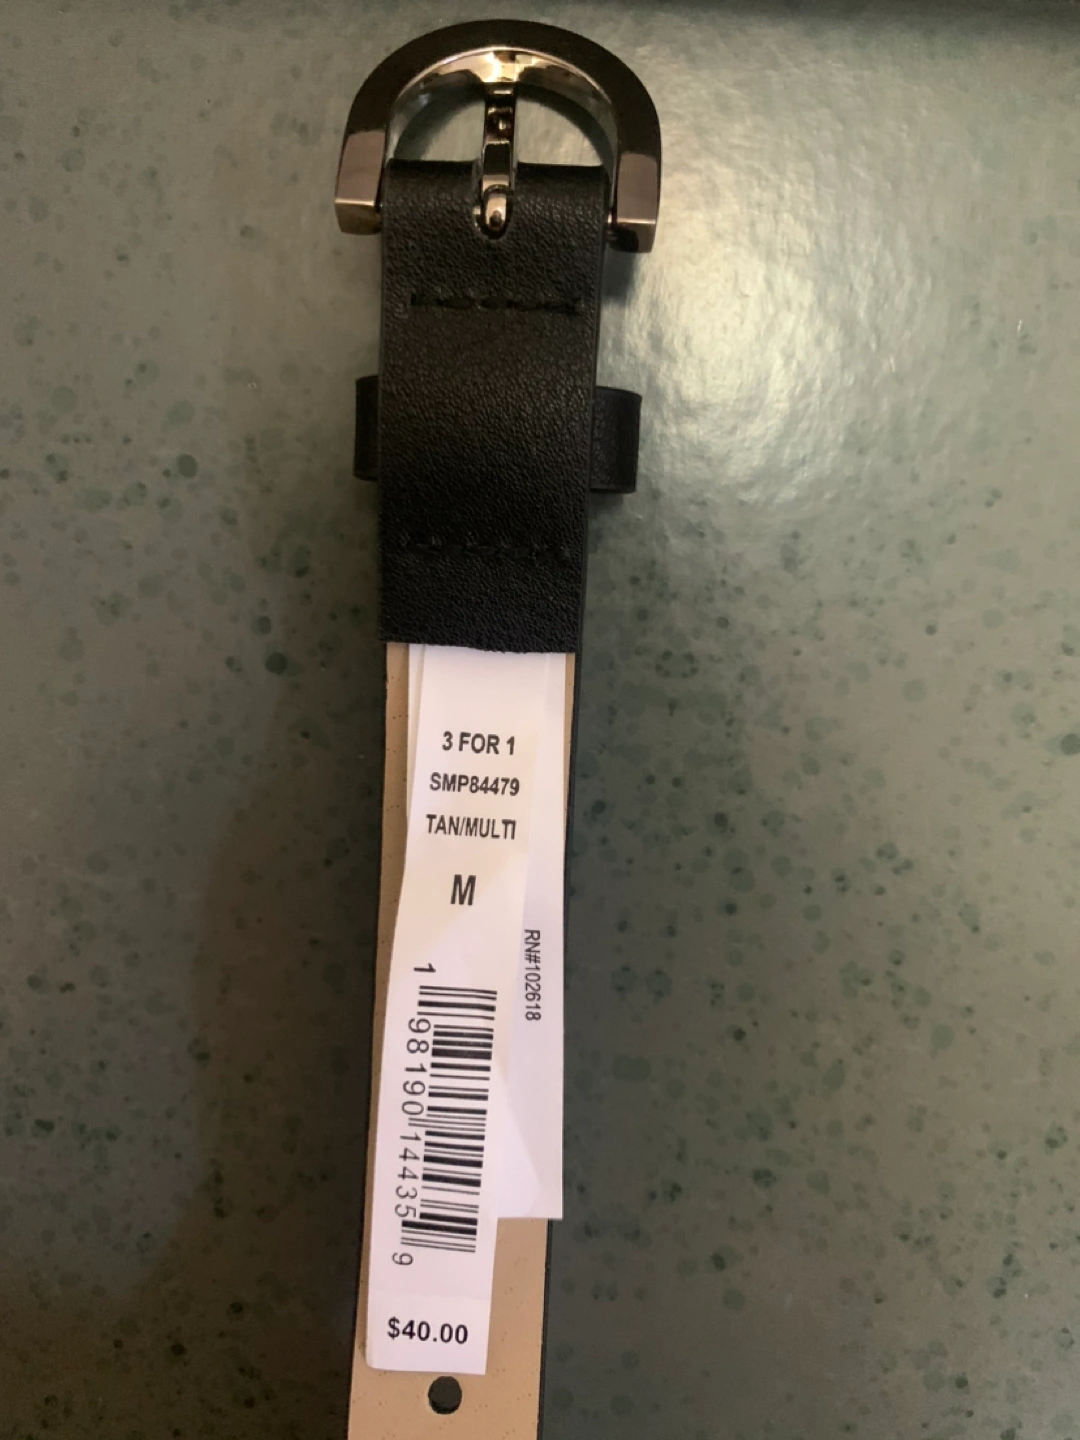 3 FOR 1
SMP84479
TAN/MULTI
M
RN#102618
1 98190 14435 9
$40.00